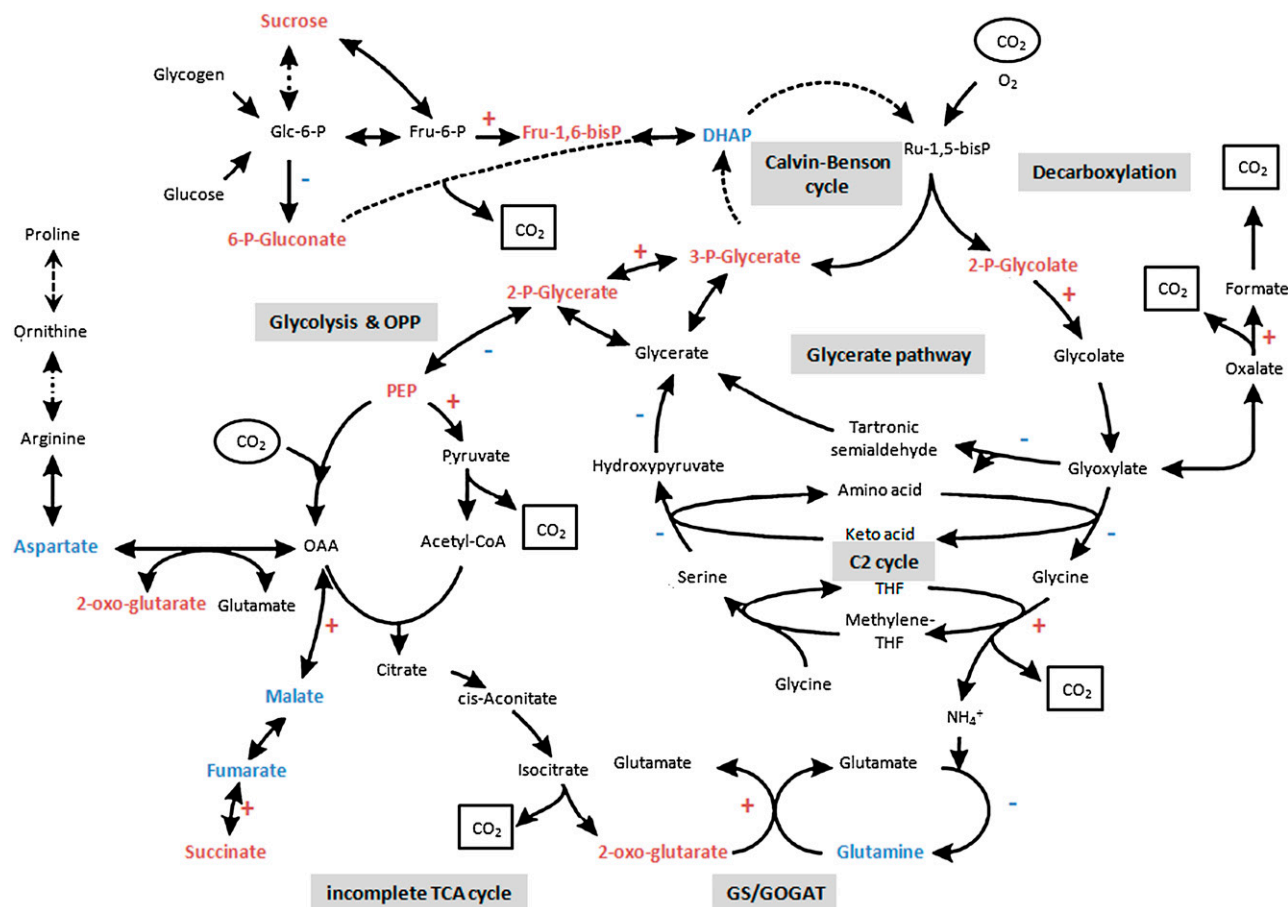 Sucrose
CO2
O2
Glycogen
Glc-6-P
Fru-6-P
+
Fru-1,6-bisP
DHAP
Ru-1,5-bisP
Calvin-Benson
cycle
Decarboxylation
CO2
Glucose
-
6-P-Gluconate
CO2
Proline
+
3-P-Glycerate
2-P-Glycolate
+
2-P-Glycerate
CO2
Formate
Ornithine
Glycolysis & OPP
-
Glycerate
Glycerate pathway
Glycolate
+
Oxalate
PEP
+
Arginine
CO2
Pyruvate
-
Tartronic
semialdehyde
-
Hydroxypyruvate
Glyoxylate
Amino acid
CO2
Aspartate
OAA
Acetyl-CoA
-
Keto acid
-
C2 cycle
Serine
THF
Glycine
2-oxo-glutarate
Glutamate
+
Methylene-
THF
+
Citrate
Glycine
CO2
Malate
cis-Aconitate
NH4+
Fumarate
Isocitrate
Glutamate
Glutamate
+
+
-
CO2
Succinate
2-oxo-glutarate
Glutamine
incomplete TCA cycle
GS/GOGAT